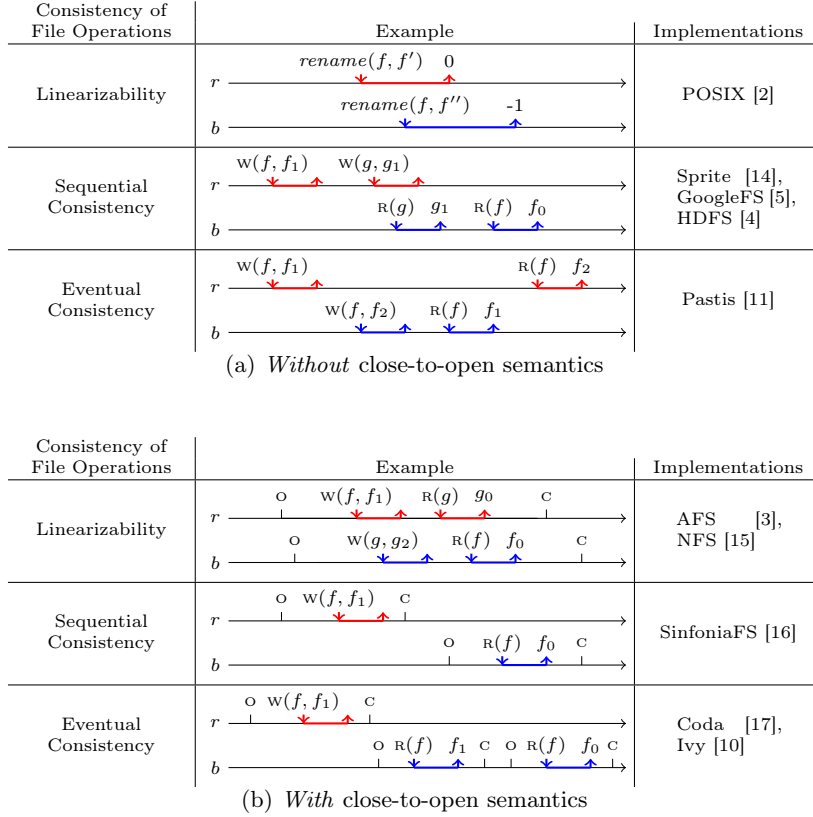 Consistency of
File Operations Example Implementations
rename(f, f′) 0
r
Linearizability POSIX [2]
rename(f, f″) -1
b
W(f, f₁) W(g, g₁)
r
Sequential Consistency Sprite [14], GoogleFS [5], HDFS [4]
R(g) g₁ R(f) f₀
b
W(f, f₁) R(f) f₂
r
Eventual Consistency Pastis [11]
W(f, f₂) R(f) f₁
b
(a) Without close-to-open semantics
Consistency of
File Operations Example Implementations
O W(f, f₁) R(g) g₀ C
r
Linearizability AFS [3], NFS [15]
O W(g, g₂) R(f) f₀ C
b
O W(f, f₁) C
r
Sequential Consistency SinfoniaFS [16]
O R(f) f₀ C
b
O W(f, f₁) C
r
Eventual Consistency Coda [17], Ivy [10]
O R(f) f₁ C O R(f) f₀ C
b
(b) With close-to-open semantics